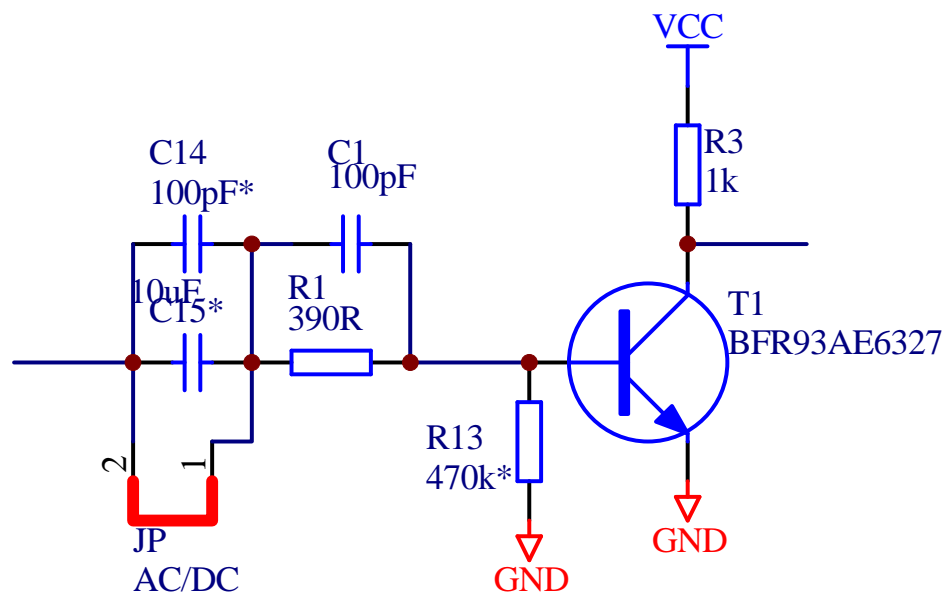 VCC
C14
100pF*
C1
100pF
R3
1k
10uF
C15*
R1
390R
T1
BFR93AE6327
2
1
R13
470k*
JP
AC/DC
GND
GND